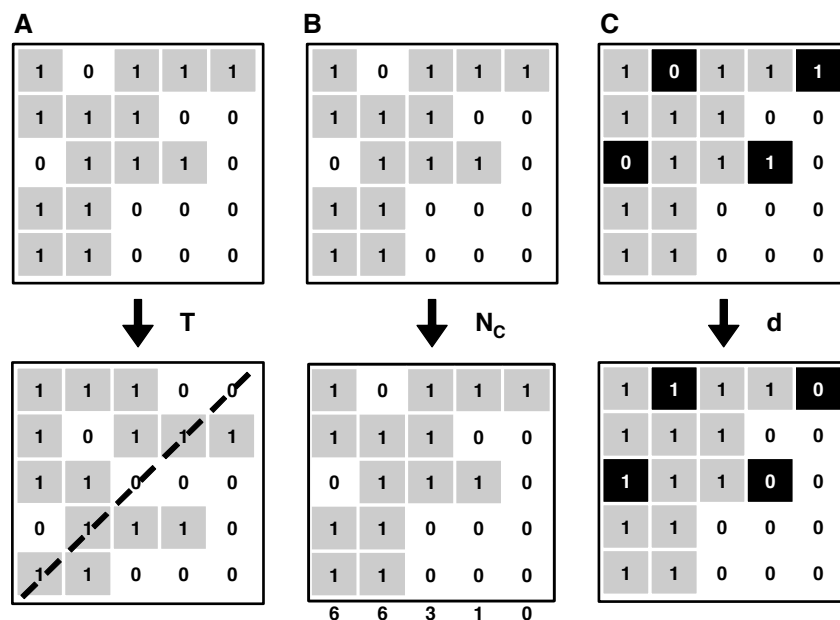 A B C
1 0 1 1 1 1 0 1 1 1 1 0 1 1 1
1 1 1 0 0 1 1 1 0 0 1 1 1 0 0
0 1 1 1 0 0 1 1 1 0 0 1 1 1 0
1 1 0 0 0 1 1 0 0 0 1 1 0 0 0
1 1 0 0 0 1 1 0 0 0 1 1 0 0 0
T N_C d
1 1 1 0 0 1 0 1 1 1 1 1 1 1 0
1 0 1 1 1 1 1 1 0 0 1 1 1 0 0
1 1 0 0 0 0 1 1 1 0 1 1 1 0 0
0 1 1 1 0 1 1 0 0 0 1 1 0 0 0
1 1 0 0 0 1 1 0 0 0 1 1 0 0 0
6 6 3 1 0